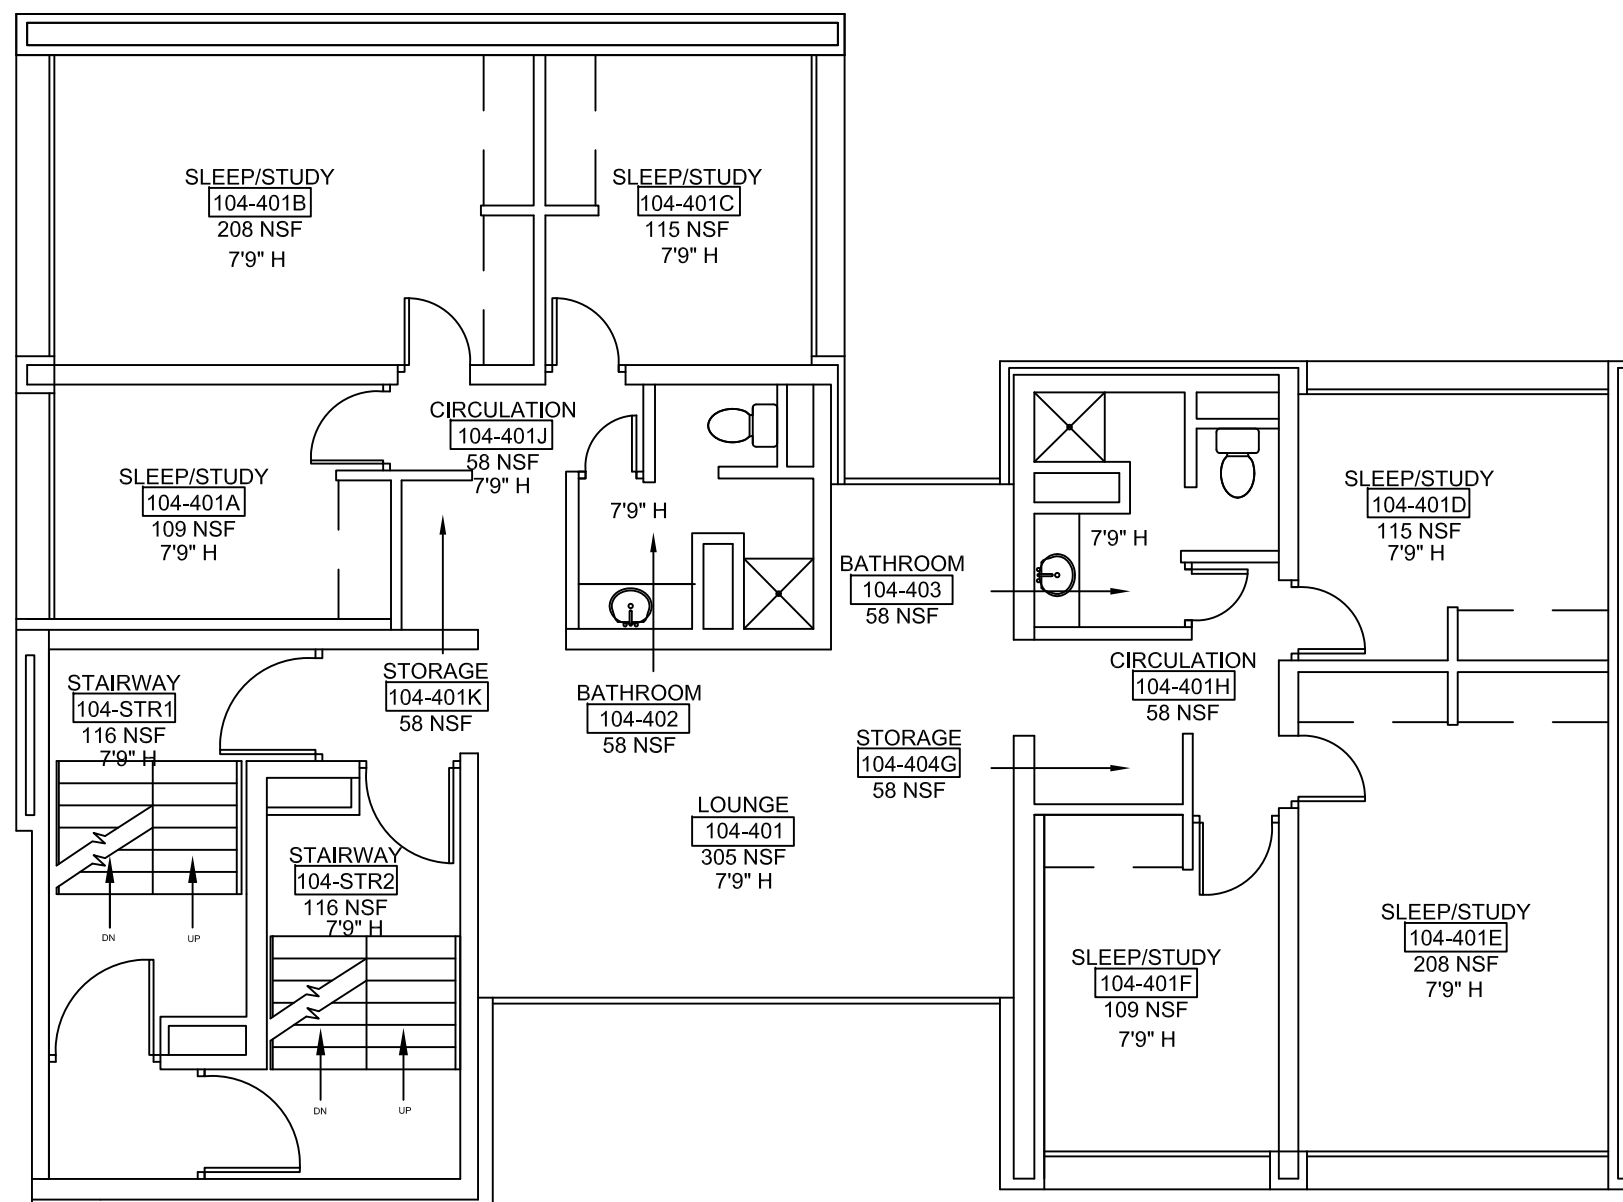 SLEEP/STUDY
104-401B
208 NSF
7'9" H
SLEEP/STUDY
104-401C
115 NSF
7'9" H
CIRCULATION
104-401J
58 NSF
7'9" H
SLEEP/STUDY
104-401A
109 NSF
7'9" H
7'9" H
7'9" H
SLEEP/STUDY
104-401D
115 NSF
7'9" H
BATHROOM
104-403
58 NSF
STORAGE
104-401K
58 NSF
STAIRWAY
104-STR1
116 NSF
7'9" H
BATHROOM
104-402
58 NSF
CIRCULATION
104-401H
58 NSF
STORAGE
104-404G
58 NSF
LOUNGE
104-401
305 NSF
7'9" H
STAIRWAY
104-STR2
116 NSF
7'9" H
DN
UP
SLEEP/STUDY
104-401E
208 NSF
7'9" H
SLEEP/STUDY
104-401F
109 NSF
7'9" H
DN
UP